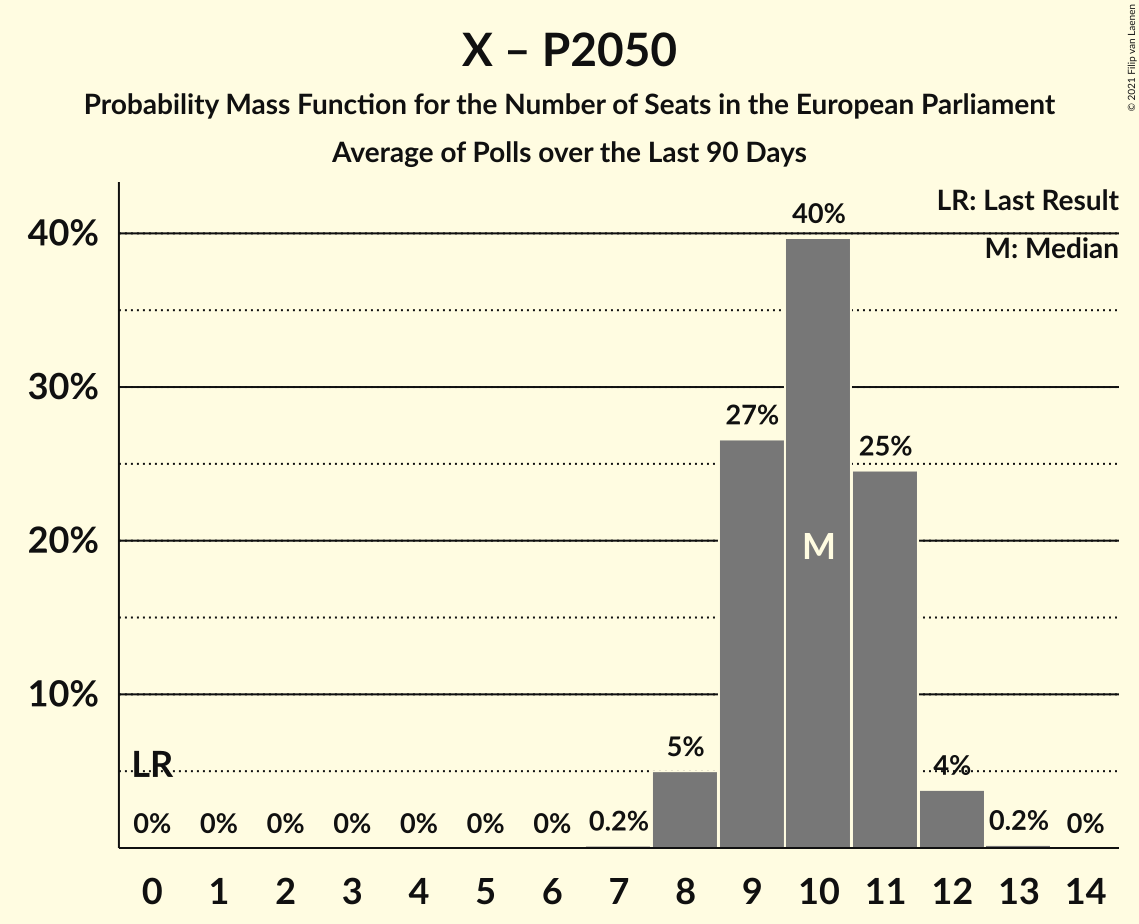 X – P2050
Probability Mass Function for the Number of Seats in the European Parliament
Average of Polls over the Last 90 Days
© 2021 Filip van Laenen
LR: Last Result
M: Median
40%
30%
20%
10%
LR
M
0% 0% 0% 0% 0% 0% 0% 0.2% 5% 27% 40% 25% 4% 0.2% 0%
0 1 2 3 4 5 6 7 8 9 10 11 12 13 14